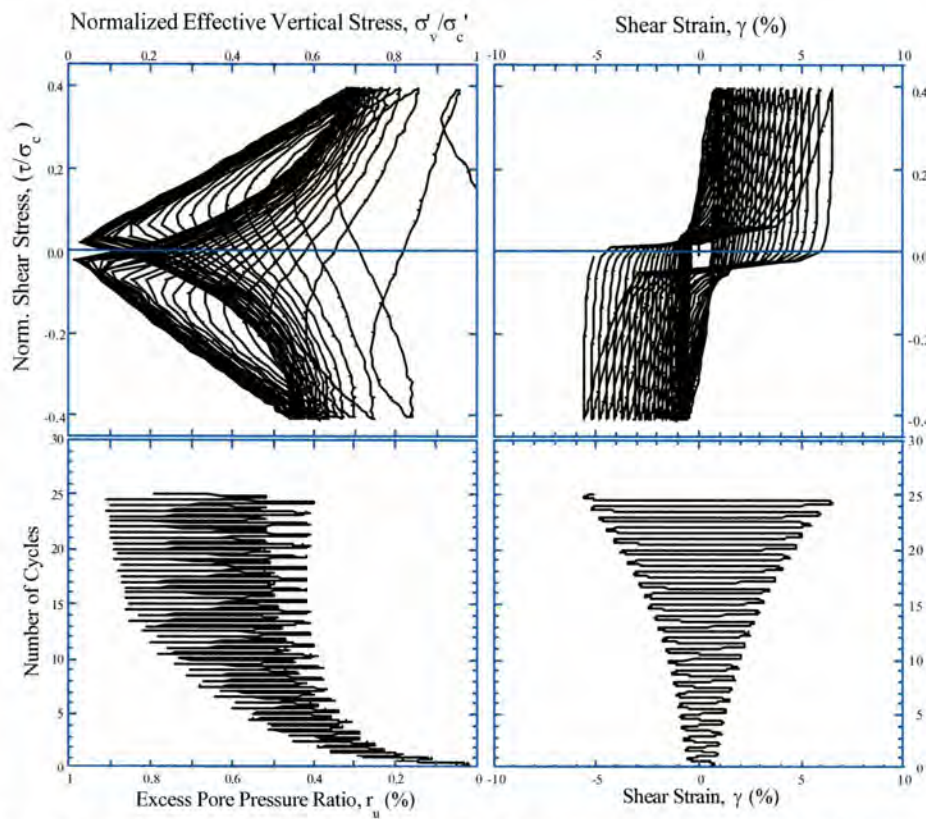 Normalized Effective Vertical Stress, σ'v/σc'
0 0.2 0.4 0.6 0.8 1
Shear Strain, γ (%)
-10 -5 0 5 10
Norm. Shear Stress, (τ/σc)
0.4
0.2
0.0
-0.2
-0.4
0.4
0.2
0.0
-0.2
-0.4
Number of Cycles
30
25
20
15
10
5
0
30
25
20
15
10
5
0
1 0.8 0.6 0.4 0.2 0
Excess Pore Pressure Ratio, ru (%)
-10 -5 0 5 10
Shear Strain, γ (%)